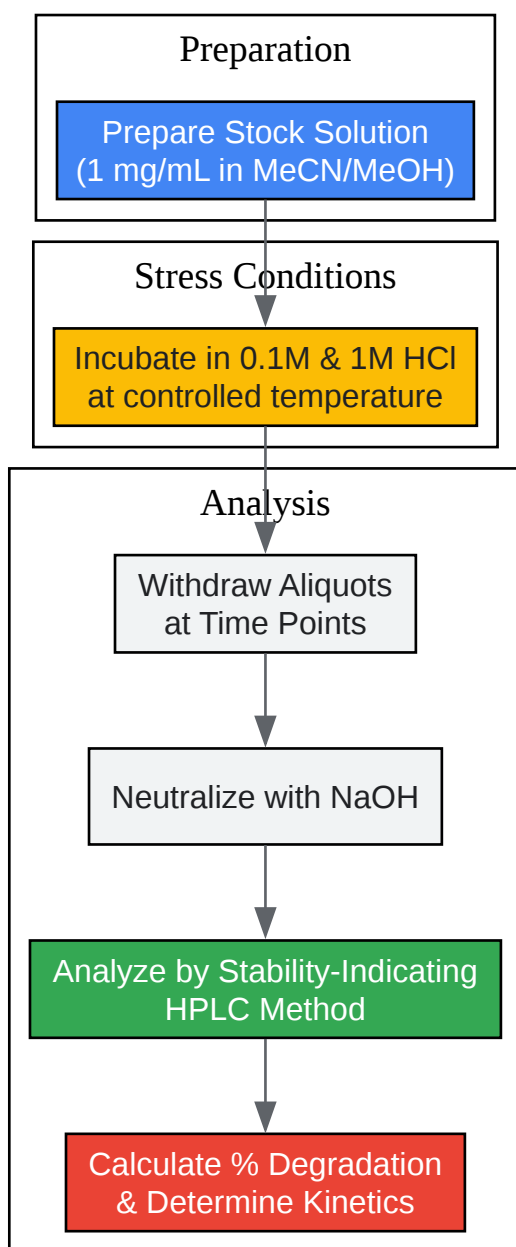 Preparation
Prepare Stock Solution
(1 mg/mL in MeCN/MeOH)
Stress Conditions
Incubate in 0.1M & 1M HCl
at controlled temperature
Analysis
Withdraw Aliquots
at Time Points
Neutralize with NaOH
Analyze by Stability-Indicating
HPLC Method
Calculate % Degradation
& Determine Kinetics